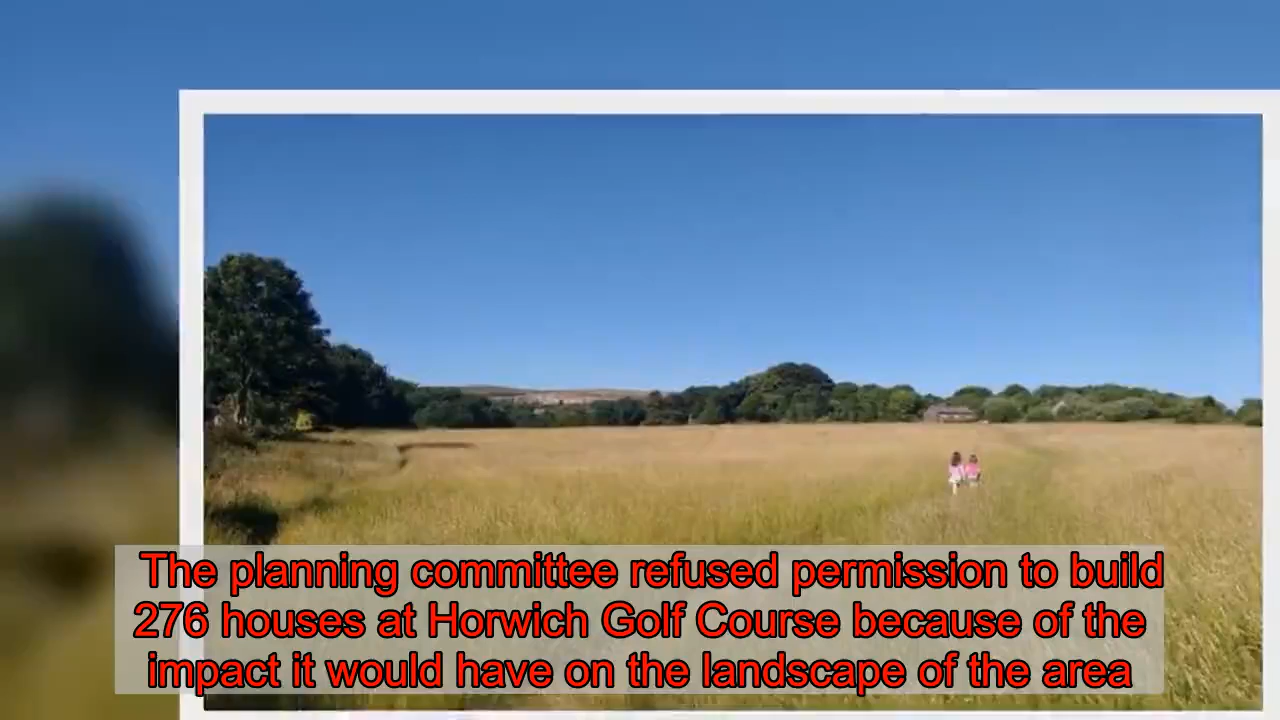 The planning committee refused permission to build
276 houses at Horwich Golf Course because of the
impact it would have on the landscape of the area